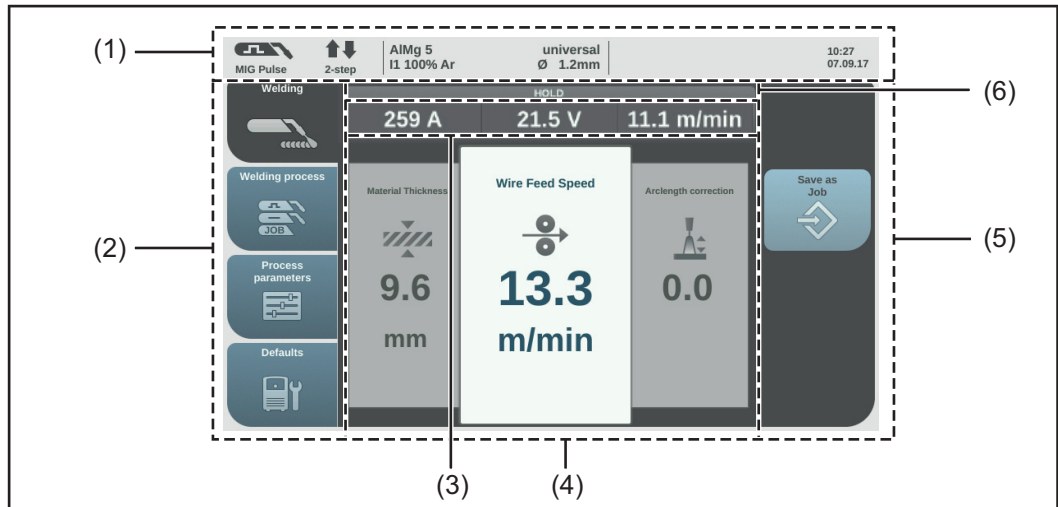 (1)
MIG Pulse
2-step
AlMg 5
I1 100% Ar
universal
Ø 1.2mm
10:27
07.09.17
(6)
Welding
HOLD
259 A
21.5 V
11.1 m/min
(2)
Welding process
JOB
Process
parameters
Defaults
Material Thickness
9.6
mm
Wire Feed Speed
13.3
m/min
Arclength correction
0.0
Save as
Job
(5)
(3)
(4)